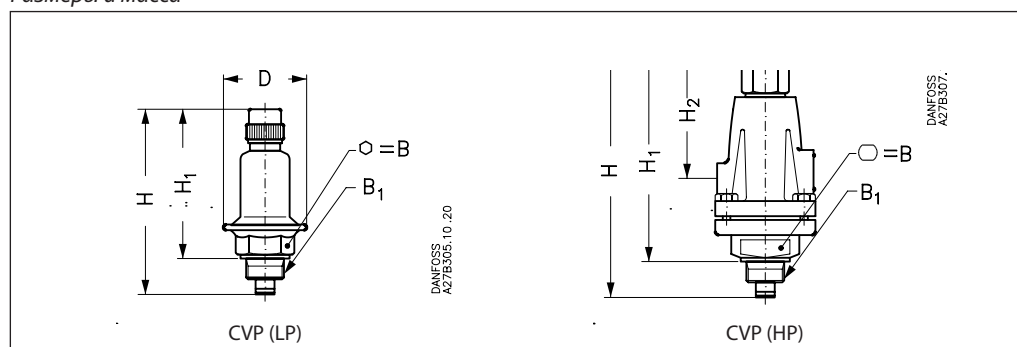 Размеры и масса
D
H
H₁
⬡ = B
B₁
DANFOSS
A27B305.10.20
CVP (LP)
H
H₁
H₂
= B
B₁
DANFOSS
A27B307.
CVP (HP)